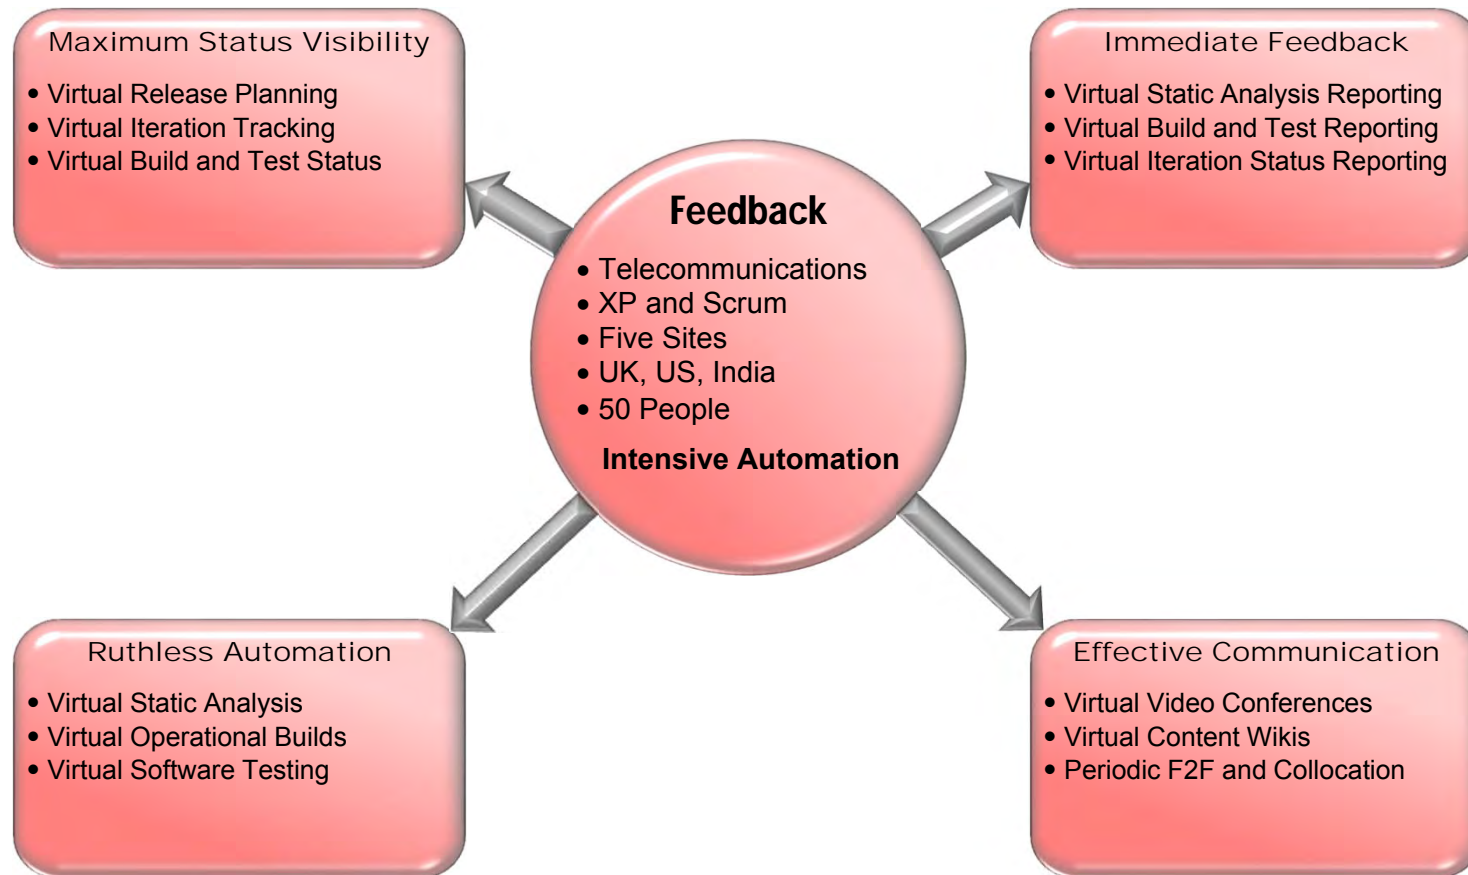 Maximum Status Visibility
• Virtual Release Planning
• Virtual Iteration Tracking
• Virtual Build and Test Status
Immediate Feedback
• Virtual Static Analysis Reporting
• Virtual Build and Test Reporting
• Virtual Iteration Status Reporting
Feedback
• Telecommunications
• XP and Scrum
• Five Sites
• UK, US, India
• 50 People
Intensive Automation
Ruthless Automation
• Virtual Static Analysis
• Virtual Operational Builds
• Virtual Software Testing
Effective Communication
• Virtual Video Conferences
• Virtual Content Wikis
• Periodic F2F and Collocation